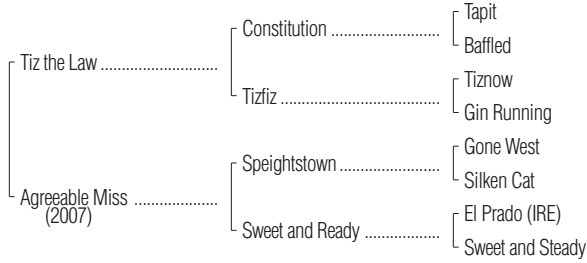 Tapit
Constitution ....................
Baffled
Tiz the Law ......................
Tiznow
Tizfiz ..............................
Gin Running
Gone West
Speightstown ...................
Silken Cat
Agreeable Miss ................
(2007)
El Prado (IRE)
Sweet and Ready .............
Sweet and Steady